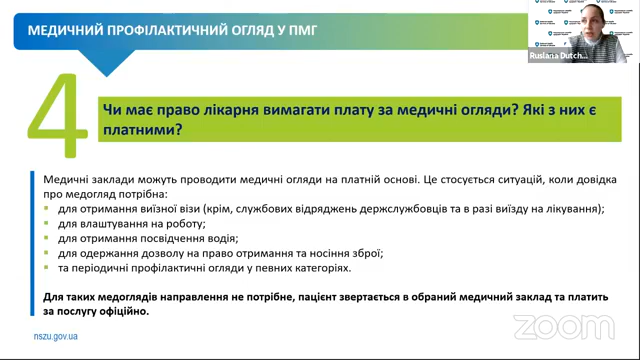 МЕДИЧНИЙ ПРОФІЛАКТИЧНИЙ ОГЛЯД У ПМГ
Ruslana Dutch...
4
Чи має право лікарня вимагати плату за медичні огляди? Які з них є
платними?
Медичні заклади можуть проводити медичні огляди на платній основі. Це стосується ситуацій, коли довідка
про медогляд потрібна:
для отримання виїзної візи (крім, службових відряджень держслужбовців та в разі виїзду на лікування);
для влаштування на роботу;
для отримання посвідчення водія;
для одержання дозволу на право отримання та носіння зброї;
та періодичні профілактичні огляди у певних категоріях.
Для таких медоглядів направлення не потрібне, пацієнт звертається в обраний медичний заклад та платить
за послугу офіційно.
nszu.gov.ua
zoom